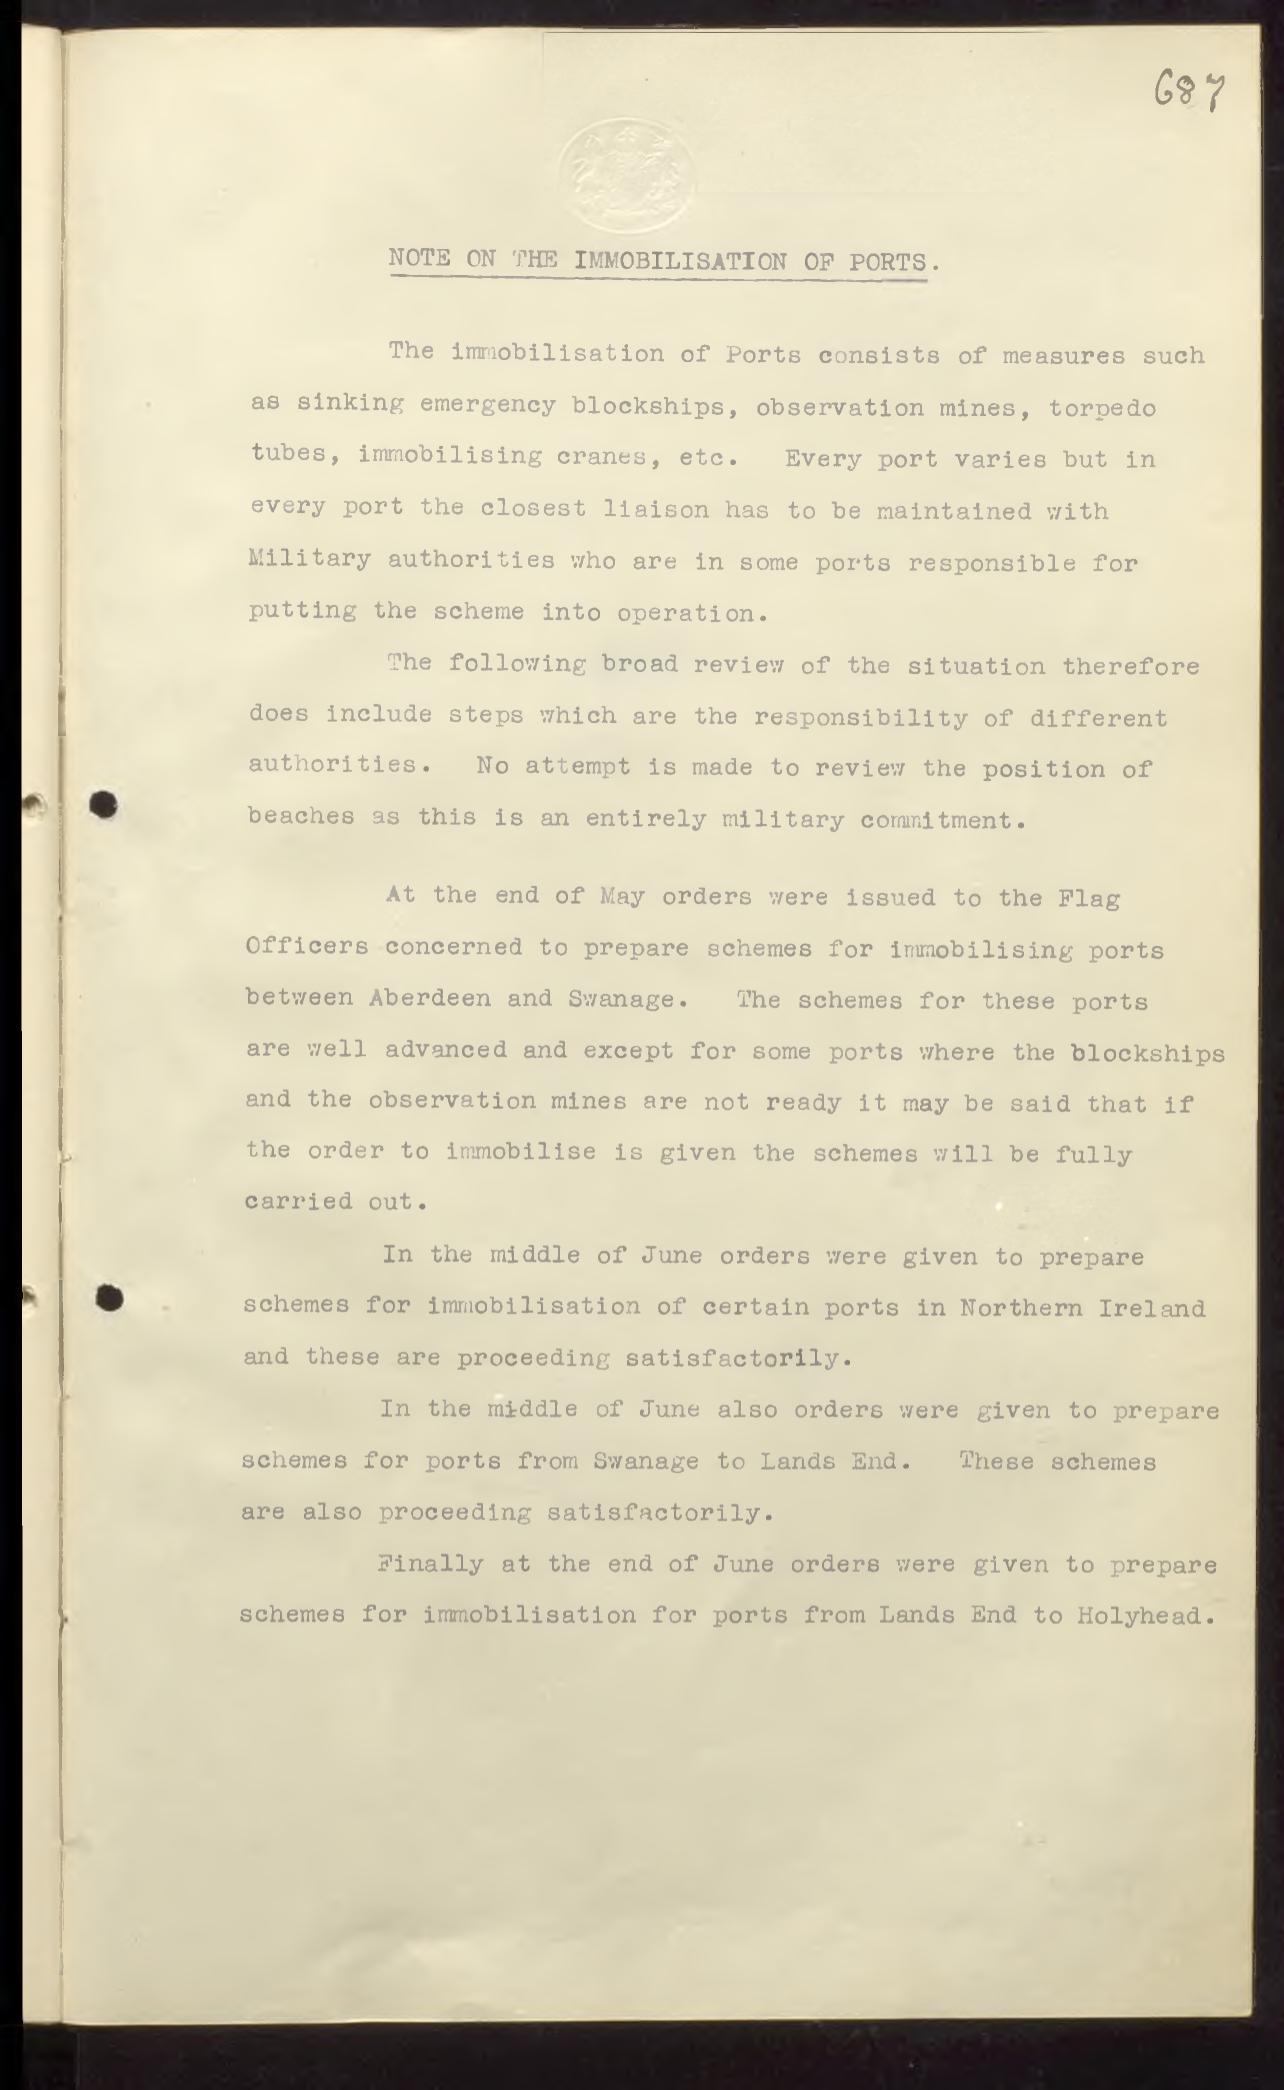 687
NOTE ON THE IMMOBILISATION OF PORTS.
The immobilisation of Ports consists of measures such
as sinking emergency blockships, observation mines, torpedo
tubes, immobilising cranes, etc. Every port varies but in
every port the closest liaison has to be maintained with
Military authorities who are in some ports responsible for
putting the scheme into operation.
The following broad review of the situation therefore
does include steps which are the responsibility of different
authorities. No attempt is made to review the position of
beaches as this is an entirely military commitment.
At the end of May orders were issued to the Flag
Officers concerned to prepare schemes for immobilising ports
between Aberdeen and Swanage. The schemes for these ports
are well advanced and except for some ports where the blockships
and the observation mines are not ready it may be said that if
the order to immobilise is given the schemes will be fully
carried out.
In the middle of June orders were given to prepare
schemes for immobilisation of certain ports in Northern Ireland
and these are proceeding satisfactorily.
In the middle of June also orders were given to prepare
schemes for ports from Swanage to Lands End. These schemes
are also proceeding satisfactorily.
Finally at the end of June orders were given to prepare
schemes for immobilisation for ports from Lands End to Holyhead.